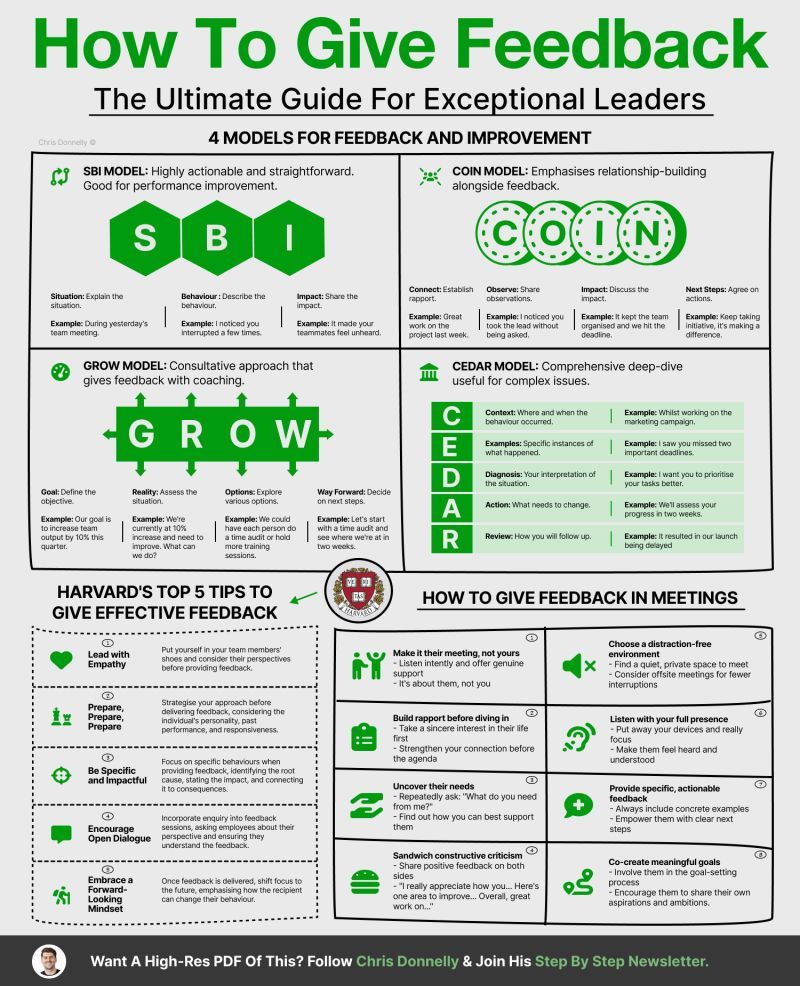 How To Give Feedback
The Ultimate Guide For Exceptional Leaders
Chris Donnelly ©
4 MODELS FOR FEEDBACK AND IMPROVEMENT
SBI MODEL: Highly actionable and straightforward.
Good for performance improvement.
S B I
Situation: Explain the
situation.
Example: During yesterday's
team meeting.
Behaviour : Describe the
behaviour.
Example: I noticed you
interrupted a few times.
Impact: Share the
impact.
Example: It made your
teammates feel unheard.
COIN MODEL: Emphasises relationship-building
alongside feedback.
C O I N
Connect: Establish
rapport.
Example: Great
work on the
project last week.
Observe: Share
observations.
Example: I noticed you
took the lead without
being asked.
Impact: Discuss the
impact.
Example: It kept the team
organised and we hit the
deadline.
Next Steps: Agree on
actions.
Example: Keep taking
initiative, it's making a
difference.
GROW MODEL: Consultative approach that
gives feedback with coaching.
G R O W
Goal: Define the
objective.
Example: Our goal is
to increase team
output by 10% this
quarter.
Reality: Assess the
situation.
Example: We're
currently at 10%
increase and need to
improve. What can
we do?
Options: Explore
various options.
Example: We could
have each person do
a time audit or hold
more training
sessions.
Way Forward: Decide
on next steps.
Example: Let's start
with a time audit and
see where we're at in
two weeks.
CEDAR MODEL: Comprehensive deep-dive
useful for complex issues.
C
Context: Where and when the
behaviour occurred.
Example: Whilst working on the
marketing campaign.
E
Examples: Specific instances of
what happened.
Example: I saw you missed two
important deadlines.
D
Diagnosis: Your interpretation of
the situation.
Example: I want you to prioritise
your tasks better.
A
Action: What needs to change.
Example: We'll assess your
progress in two weeks.
R
Review: How you will follow up.
Example: It resulted in our launch
being delayed
HARVARD'S TOP 5 TIPS TO
GIVE EFFECTIVE FEEDBACK
VE RI
TAS
HARVARD
1
Lead with
Empathy
Put yourself in your team members'
shoes and consider their perspectives
before providing feedback.
2
Prepare,
Prepare,
Prepare
Strategise your approach before
delivering feedback, considering the
individual's personality, past
performance, and responsiveness.
3
Be Specific
and Impactful
Focus on specific behaviours when
providing feedback, identifying the root
cause, stating the impact, and connecting
it to consequences.
4
Encourage
Open Dialogue
Incorporate enquiry into feedback
sessions, asking employees about their
perspective and ensuring they
understand the feedback.
5
Embrace a
Forward-
Looking
Mindset
Once feedback is delivered, shift focus to
the future, emphasising how the recipient
can change their behaviour.
HOW TO GIVE FEEDBACK IN MEETINGS
1
Make it their meeting, not yours
- Listen intently and offer genuine
support
- It's about them, not you
2
Build rapport before diving in
- Take a sincere interest in their life
first
- Strengthen your connection before
the agenda
3
Uncover their needs
- Repeatedly ask: "What do you need
from me?"
- Find out how you can best support
them
4
Sandwich constructive criticism
- Share positive feedback on both
sides
- "I really appreciate how you... Here's
one area to improve... Overall, great
work on..."
5
Choose a distraction-free
environment
- Find a quiet, private space to meet
- Consider offsite meetings for fewer
interruptions
6
Listen with your full presence
- Put away your devices and really
focus
- Make them feel heard and
understood
7
Provide specific, actionable
feedback
- Always include concrete examples
- Empower them with clear next
steps
8
Co-create meaningful goals
- Involve them in the goal-setting
process
- Encourage them to share their own
aspirations and ambitions.
Want A High-Res PDF Of This? Follow Chris Donnelly & Join His Step By Step Newsletter.